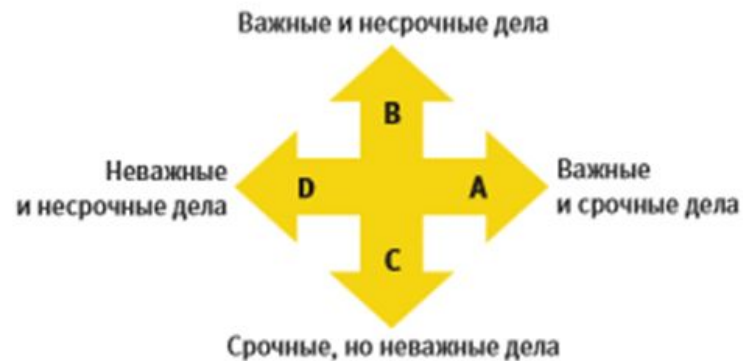 Важные и несрочные дела
B
Неважные
и несрочные дела
D
A
Важные
и срочные дела
C
Срочные, но неважные дела